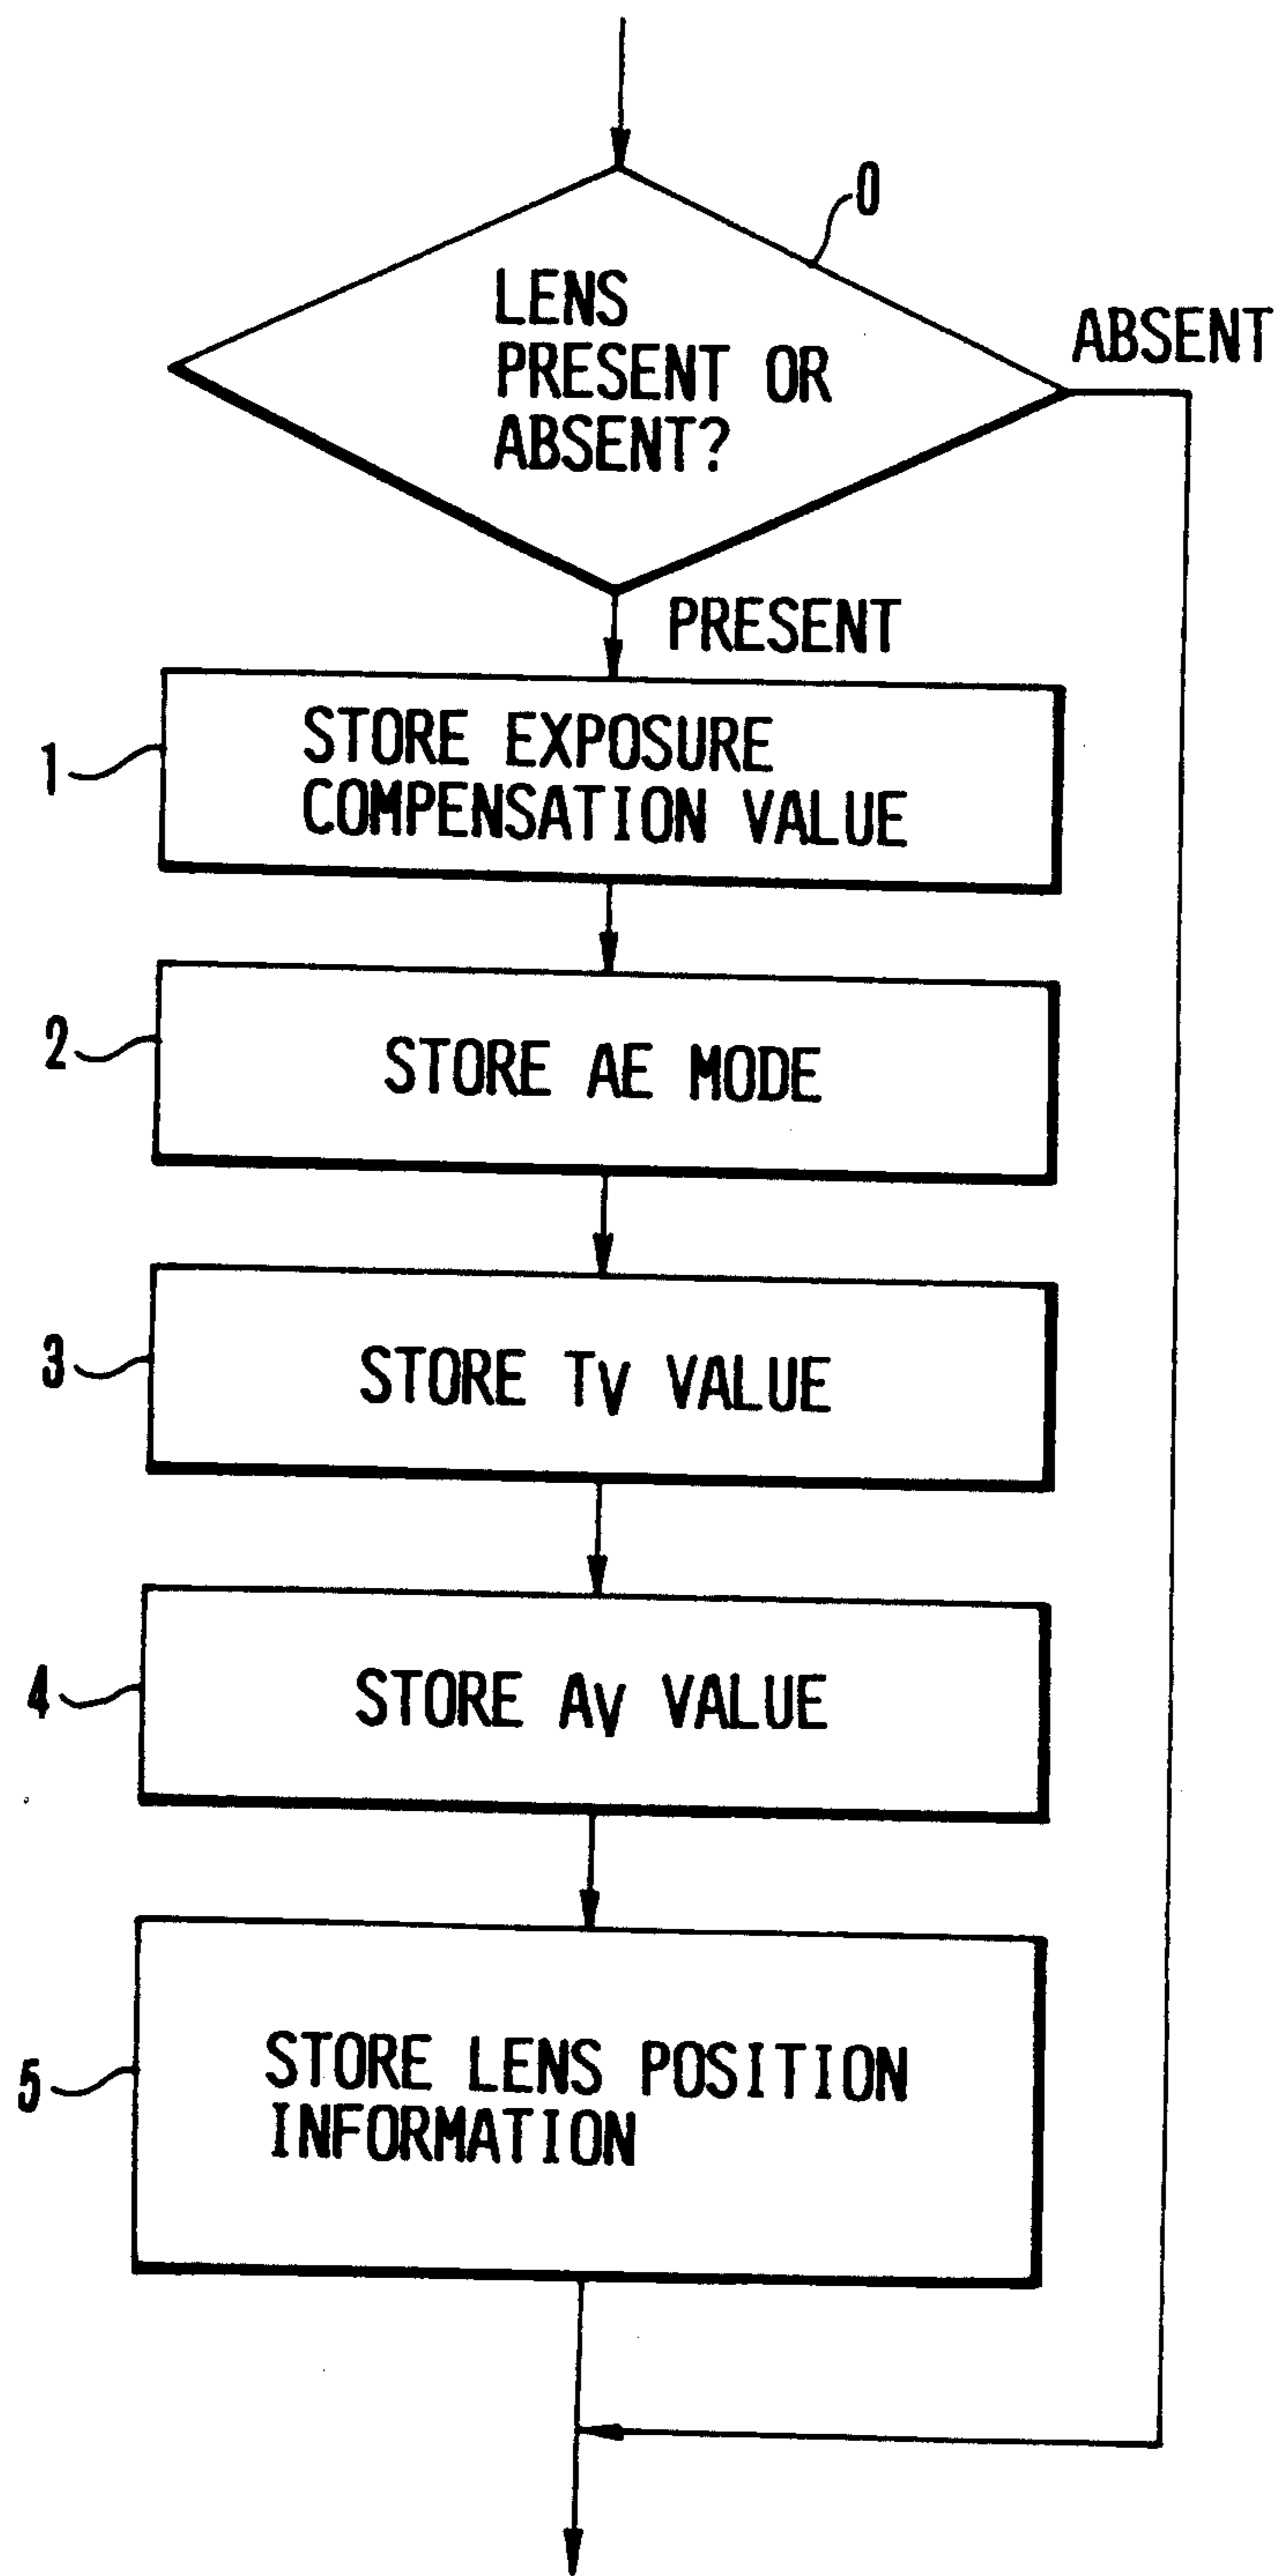 0
LENS
PRESENT OR
ABSENT?
ABSENT
PRESENT
1
STORE EXPOSURE
COMPENSATION VALUE
2
STORE AE MODE
3
STORE TV VALUE
4
STORE AV VALUE
5
STORE LENS POSITION
INFORMATION